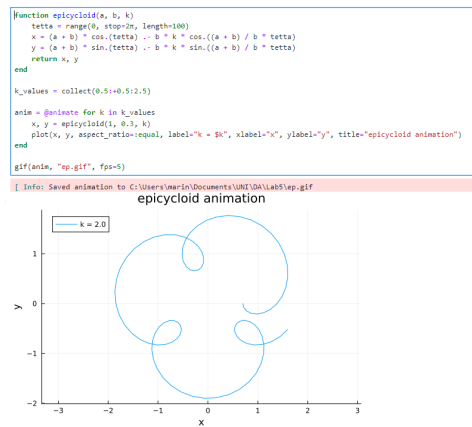 function epicycloid(a, b, k)
    tetta = range(0, stop=2π, length=100)
    x = (a + b) * cos.(tetta) .- b * k * cos.((a + b) / b * tetta)
    y = (a + b) * sin.(tetta) .- b * k * sin.((a + b) / b * tetta)
    return x, y
end
k_values = collect(0.5:+0.5:2.5)
anim = @animate for k in k_values
    x, y = epicycloid(1, 0.3, k)
    plot(x, y, aspect_ratio=:equal, label="k = $k", xlabel="x", ylabel="y", title="epicycloid animation")
end
gif(anim, "ep.gif", fps=5)
[ Info: Saved animation to C:\Users\marin\Documents\UNI\DA\Lab5\ep.gif
epicycloid animation
k = 2.0
1
0
−1
−2
y
−3 −2 −1 0 1 2 3
x